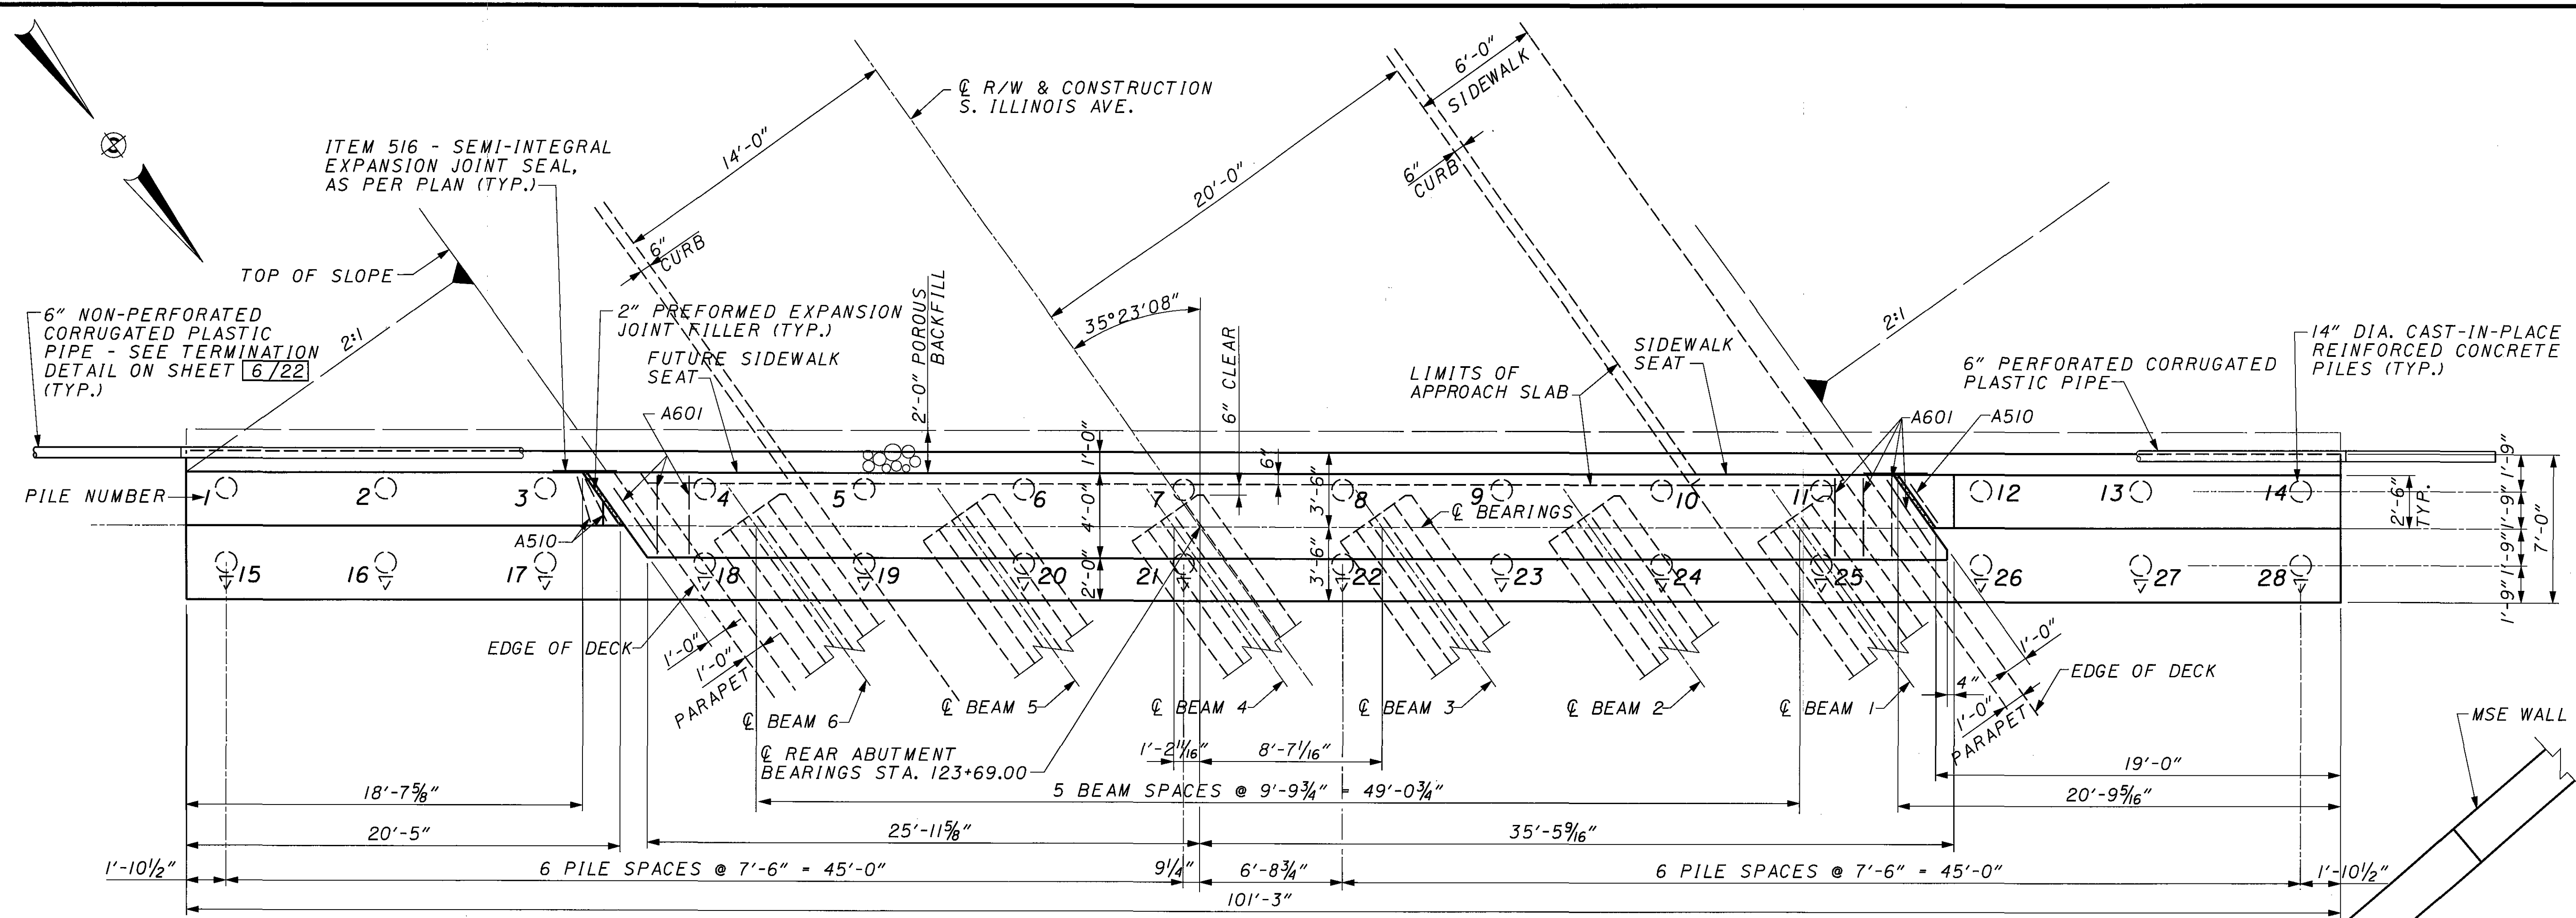 6'-0"
SIDEWALK
℄ R/W & CONSTRUCTION
S. ILLINOIS AVE.
14'-0"
20'-0"
6"
CURB
ITEM 516 - SEMI-INTEGRAL
EXPANSION JOINT SEAL,
AS PER PLAN (TYP.)
TOP OF SLOPE
6"
CURB
2:1
2:1
6" NON-PERFORATED
CORRUGATED PLASTIC
PIPE - SEE TERMINATION
DETAIL ON SHEET 6/22
(TYP.)
2" PREFORMED EXPANSION
JOINT FILLER (TYP.)
FUTURE SIDEWALK
SEAT
2'-0" POROUS
BACKFILL
35°23'08"
6" CLEAR
LIMITS OF
APPROACH SLAB
SIDEWALK
SEAT
6" PERFORATED CORRUGATED
PLASTIC PIPE
14" DIA. CAST-IN-PLACE
REINFORCED CONCRETE
PILES (TYP.)
A601
A601
A510
1'-0"
6"
PILE NUMBER
1 2 3 4 5 6 7 8 9 10 11 12 13 14
4'-0"
3'-6"
3'-6"
2'-0"
℄ BEARINGS
A510
2'-6"
TYP.
1'-9"
1'-9"
1'-9"
1'-9"
7'-0"
15 16 17 18 19 20 21 22 23 24 25 26 27 28
EDGE OF DECK
1'-0"
1'-0"
PARAPET
℄ BEAM 6
℄ BEAM 5
℄ BEAM 4
℄ BEAM 3
℄ BEAM 2
℄ BEAM 1
4"
1'-0"
1'-0"
PARAPET
EDGE OF DECK
MSE WALL
℄ REAR ABUTMENT
BEARINGS STA. 123+69.00
1'-2 11/16"
8'-7 1/16"
19'-0"
18'-7 5/8"
5 BEAM SPACES @ 9'-9 3/4" = 49'-0 3/4"
20'-9 5/16"
20'-5"
25'-11 5/8"
35'-5 9/16"
1'-10 1/2"
6 PILE SPACES @ 7'-6" = 45'-0"
9 1/4"
6'-8 3/4"
6 PILE SPACES @ 7'-6" = 45'-0"
1'-10 1/2"
101'-3"